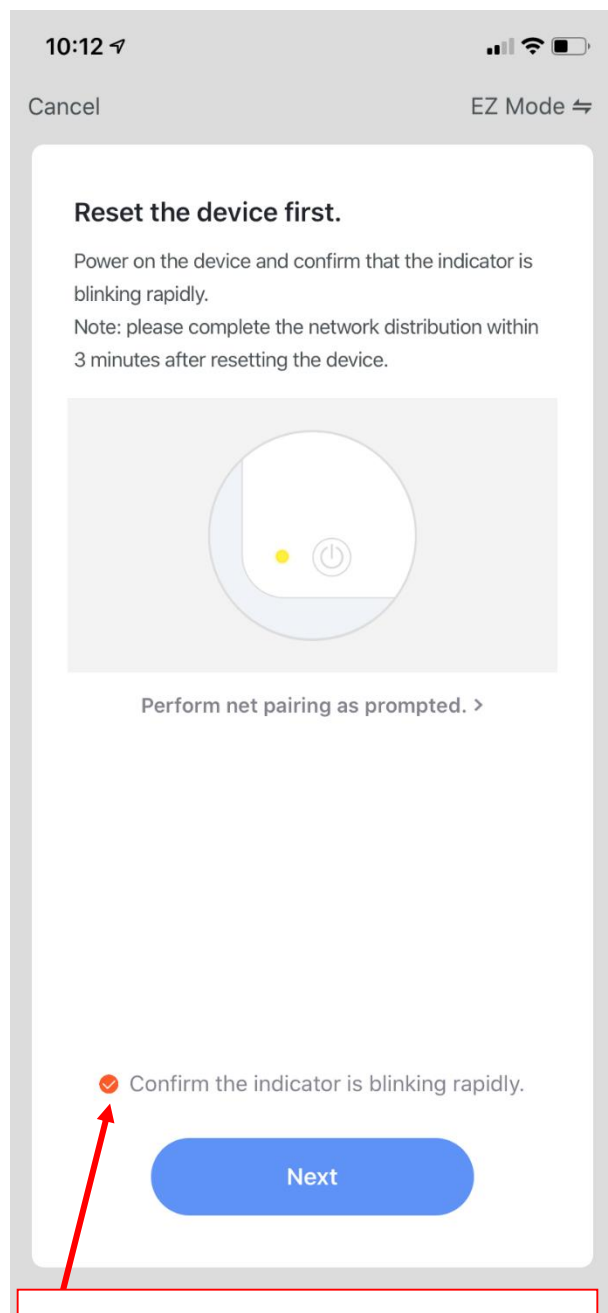 10:12
Cancel
EZ Mode
Reset the device first.
Power on the device and confirm that the indicator is
blinking rapidly.
Note: please complete the network distribution within
3 minutes after resetting the device.
Perform net pairing as prompted. >
Confirm the indicator is blinking rapidly.
Next